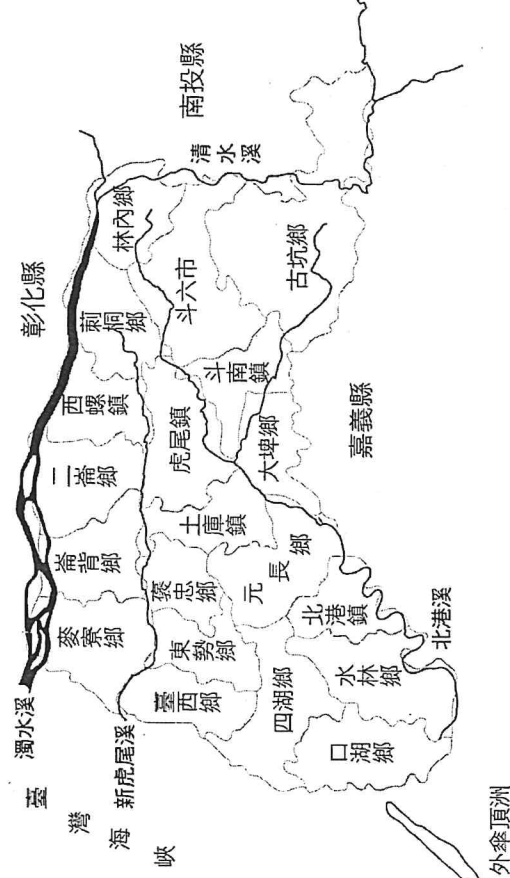 彰化縣
南投縣
濁水溪
清水溪
林內鄉
莿桐鄉
西螺鎮
二崙鄉
崙背鄉
麥寮鄉
斗六市
古坑鄉
斗南鎮
虎尾鎮
大埤鄉
土庫鎮
褒忠鄉
元長鄉
東勢鄉
臺西鄉
四湖鄉
北港鎮
水林鄉
口湖鄉
嘉義縣
北港溪
新虎尾溪
臺灣海峽
外傘頂洲